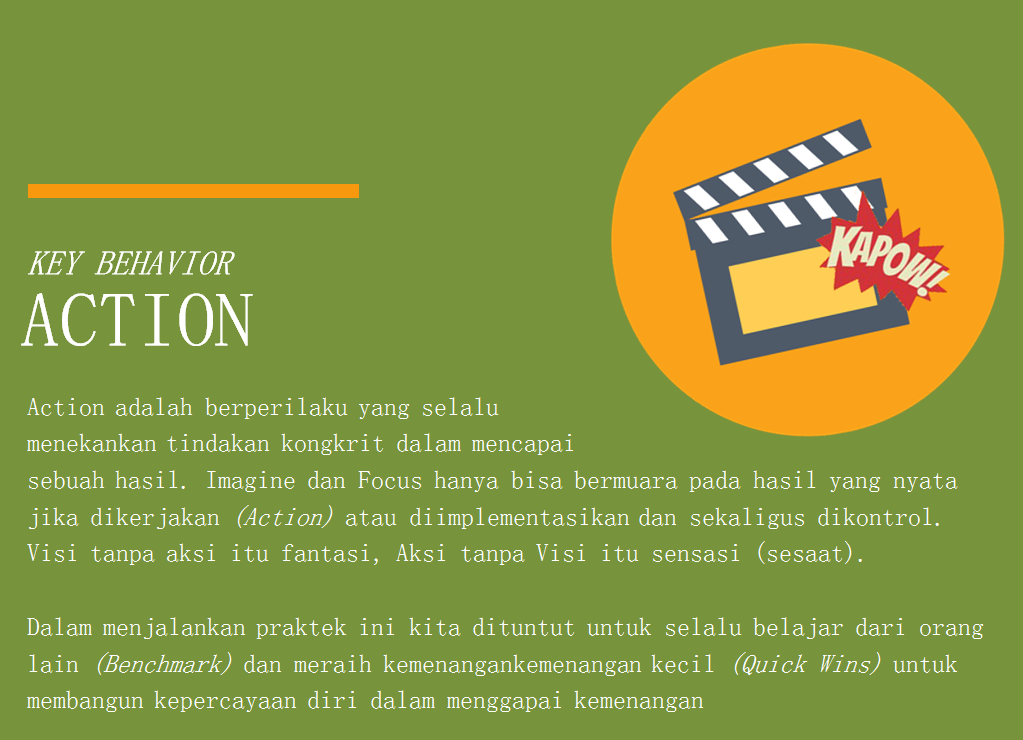 KAPOW!
KEY BEHAVIOR
ACTION
Action adalah berperilaku yang selalu
menekankan tindakan kongkrit dalam mencapai
sebuah hasil. Imagine dan Focus hanya bisa bermuara pada hasil yang nyata
jika dikerjakan (Action) atau diimplementasikan dan sekaligus dikontrol.
Visi tanpa aksi itu fantasi, Aksi tanpa Visi itu sensasi (sesaat).
Dalam menjalankan praktek ini kita dituntut untuk selalu belajar dari orang
lain (Benchmark) dan meraih kemenangankemenangan kecil (Quick Wins) untuk
membangun kepercayaan diri dalam menggapai kemenangan